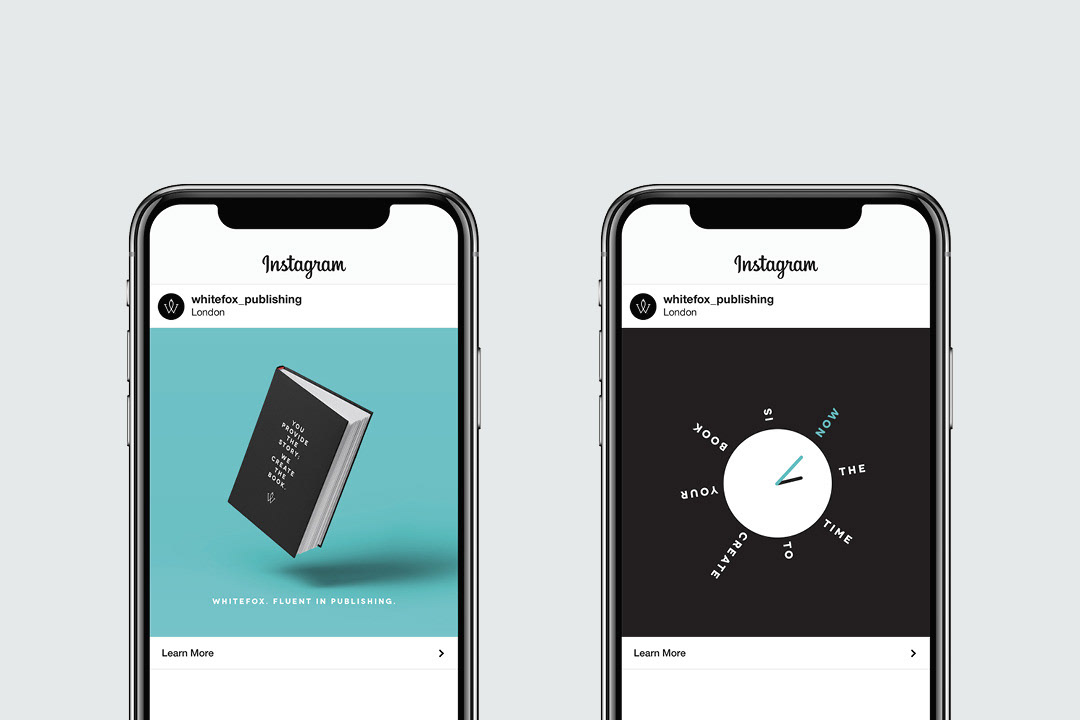 Instagram
whitefox_publishing
London
YOU
PROVIDE
THE
STORY;
WE
CREATE
THE
BOOK.
W
WHITEFOX. FLUENT IN PUBLISHING.
Learn More
Instagram
whitefox_publishing
London
THE
TIME
TO
CREATE
YOUR
BOOK
IS
NOW
Learn More